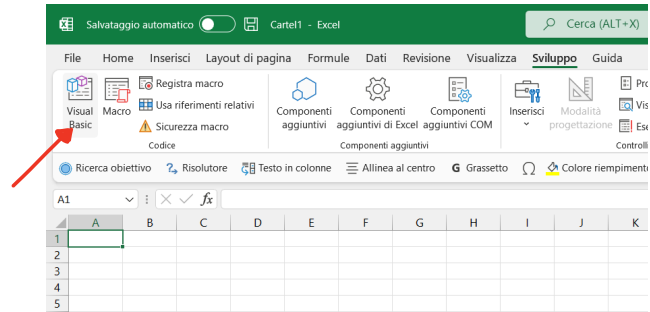 Salvataggio automatico Cartel1 - Excel Cerca (ALT+X)
File Home Inserisci Layout di pagina Formule Dati Revisione Visualizza Sviluppo Guida
Visual Basic
Macro
Registra macro
Usa riferimenti relativi
Sicurezza macro
Codice
Componenti aggiuntivi
Componenti aggiuntivi di Excel
Componenti aggiuntivi COM
Componenti aggiuntivi
Inserisci
Modalità progettazione
Pro
Vis
Ese
Controlli
Ricerca obiettivo Risolutore Testo in colonne Allinea al centro G Grassetto Ω Colore riempimento
A1 fx
A B C D E F G H I J K
1
2
3
4
5